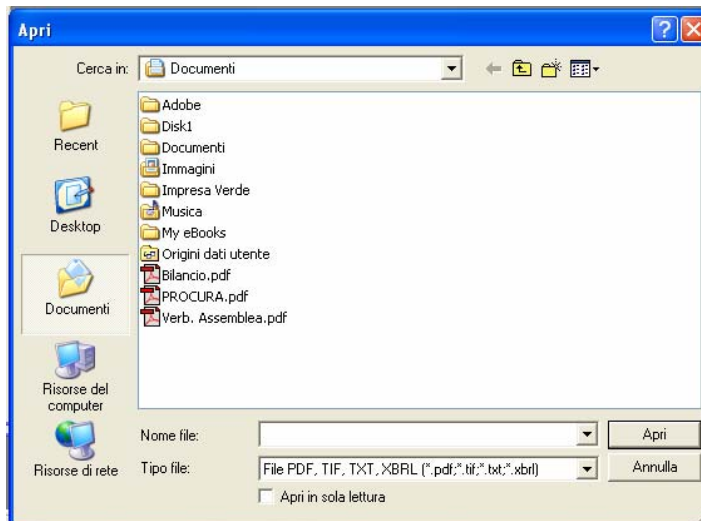 Apri
Cerca in:
Documenti
Recent
Desktop
Documenti
Risorse del
computer
Risorse di rete
Adobe
Disk1
Documenti
Immagini
Impresa Verde
Musica
My eBooks
Origini dati utente
Bilancio.pdf
PROCURA.pdf
Verb. Assemblea.pdf
Nome file:
Apri
Tipo file:
File PDF, TIF, TXT, XBRL (*.pdf;*.tif;*.txt;*.xbrl)
Annulla
Apri in sola lettura